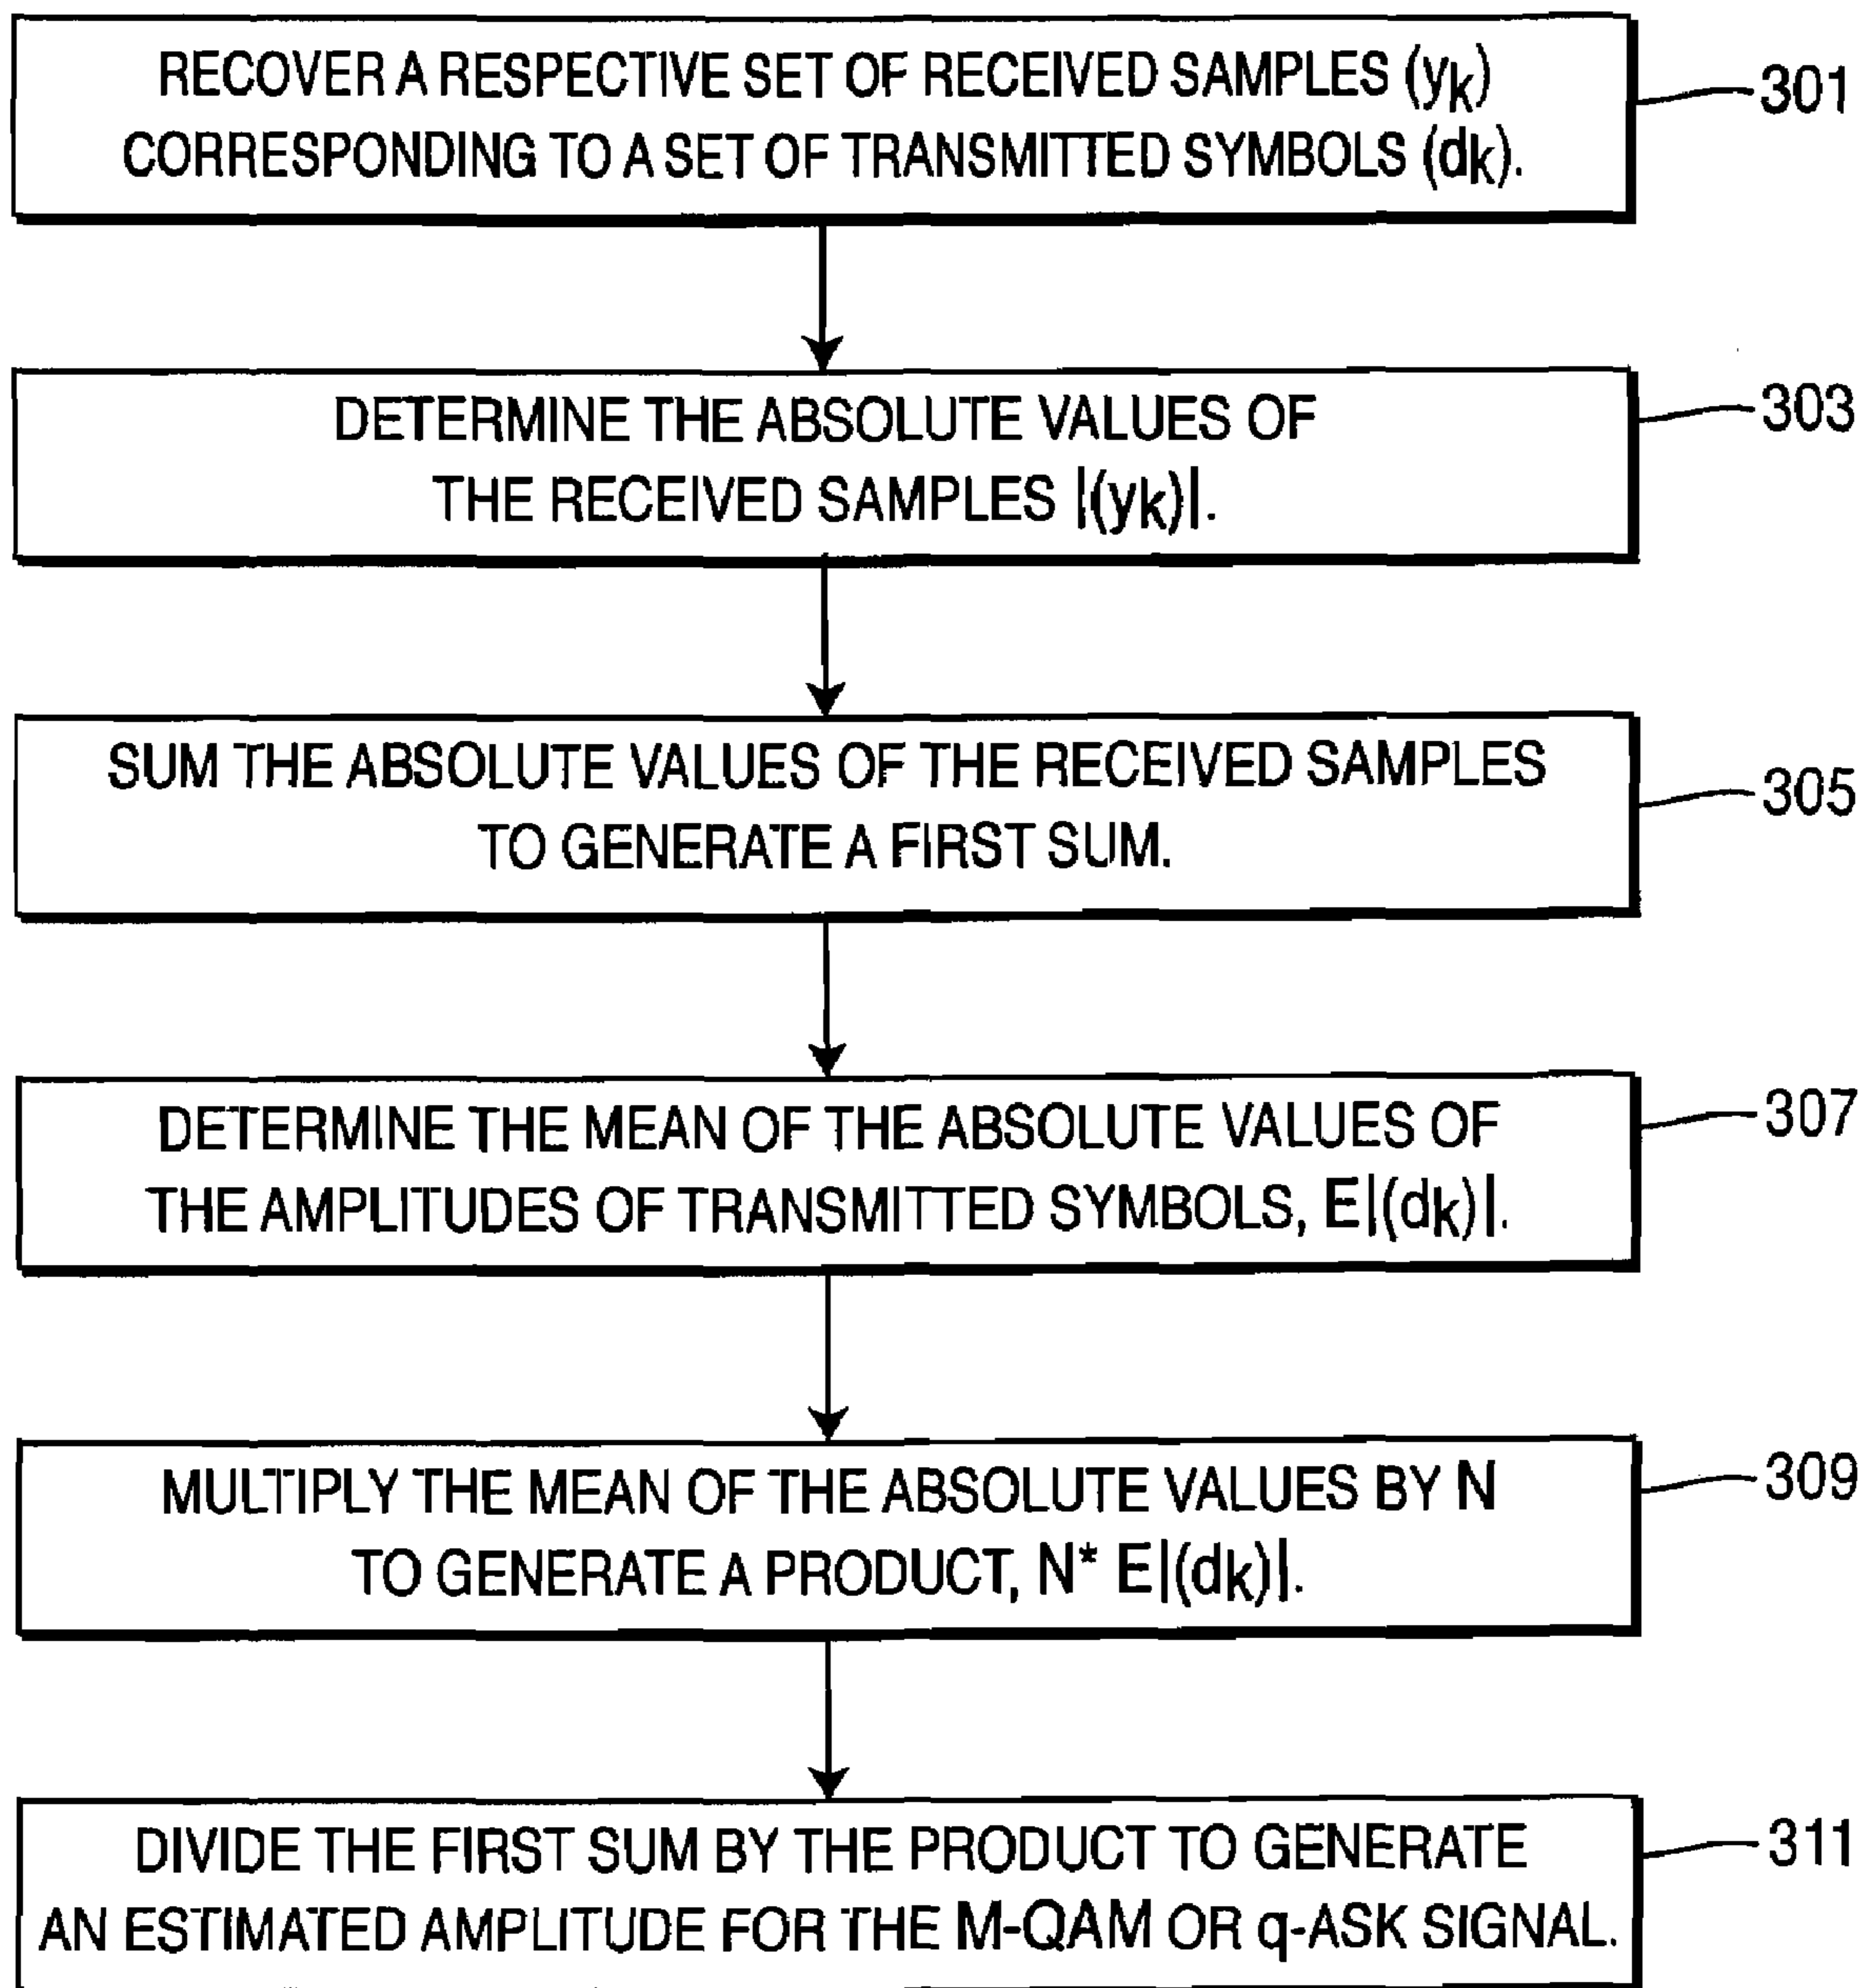 RECOVER A RESPECTIVE SET OF RECEIVED SAMPLES (yk)
CORRESPONDING TO A SET OF TRANSMITTED SYMBOLS (dk).
301
DETERMINE THE ABSOLUTE VALUES OF
THE RECEIVED SAMPLES |(yk)|.
303
SUM THE ABSOLUTE VALUES OF THE RECEIVED SAMPLES
TO GENERATE A FIRST SUM.
305
DETERMINE THE MEAN OF THE ABSOLUTE VALUES OF
THE AMPLITUDES OF TRANSMITTED SYMBOLS, E|(dk)|.
307
MULTIPLY THE MEAN OF THE ABSOLUTE VALUES BY N
TO GENERATE A PRODUCT, N* E|(dk)|.
309
DIVIDE THE FIRST SUM BY THE PRODUCT TO GENERATE
AN ESTIMATED AMPLITUDE FOR THE M-QAM OR q-ASK SIGNAL.
311